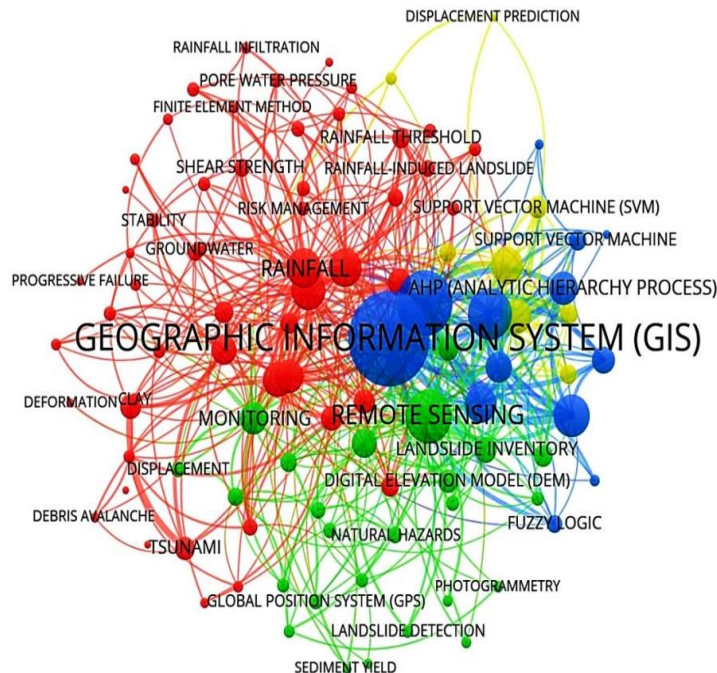 DISPLACEMENT PREDICTION
RAINFALL INFILTRATION
PORE WATER PRESSURE
FINITE ELEMENT METHOD
RAINFALL THRESHOLD
SHEAR STRENGTH
RAINFALL-INDUCED LANDSLIDE
RISK MANAGEMENT
SUPPORT VECTOR MACHINE (SVM)
STABILITY
SUPPORT VECTOR MACHINE
GROUNDWATER
RAINFALL
PROGRESSIVE FAILURE
AHP (ANALYTIC HIERARCHY PROCESS)
GEOGRAPHIC INFORMATION SYSTEM (GIS)
DEFORMATION
CLAY
MONITORING
REMOTE SENSING
LANDSLIDE INVENTORY
DISPLACEMENT
DIGITAL ELEVATION MODEL (DEM)
DEBRIS AVALANCHE
FUZZY LOGIC
NATURAL HAZARDS
TSUNAMI
PHOTOGRAMMETRY
GLOBAL POSITION SYSTEM (GPS)
LANDSLIDE DETECTION
SEDIMENT YIELD